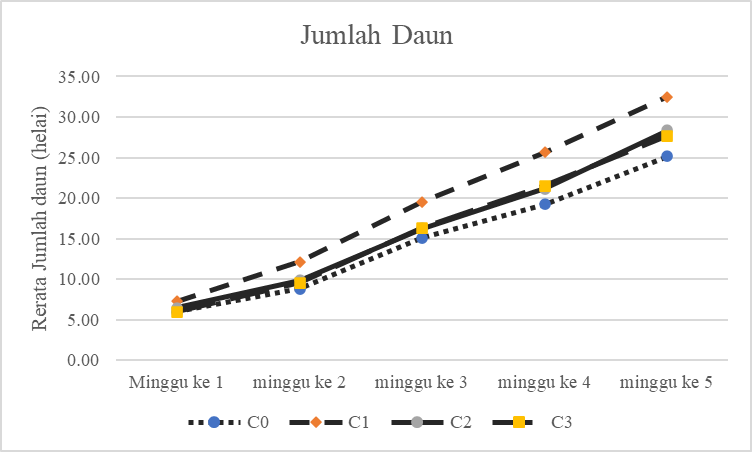 Jumlah Daun
Rerata Jumlah daun (helai)
35.00
30.00
25.00
20.00
15.00
10.00
5.00
0.00
Minggu ke 1 minggu ke 2 minggu ke 3 minggu ke 4 minggu ke 5
C0 C1 C2 C3